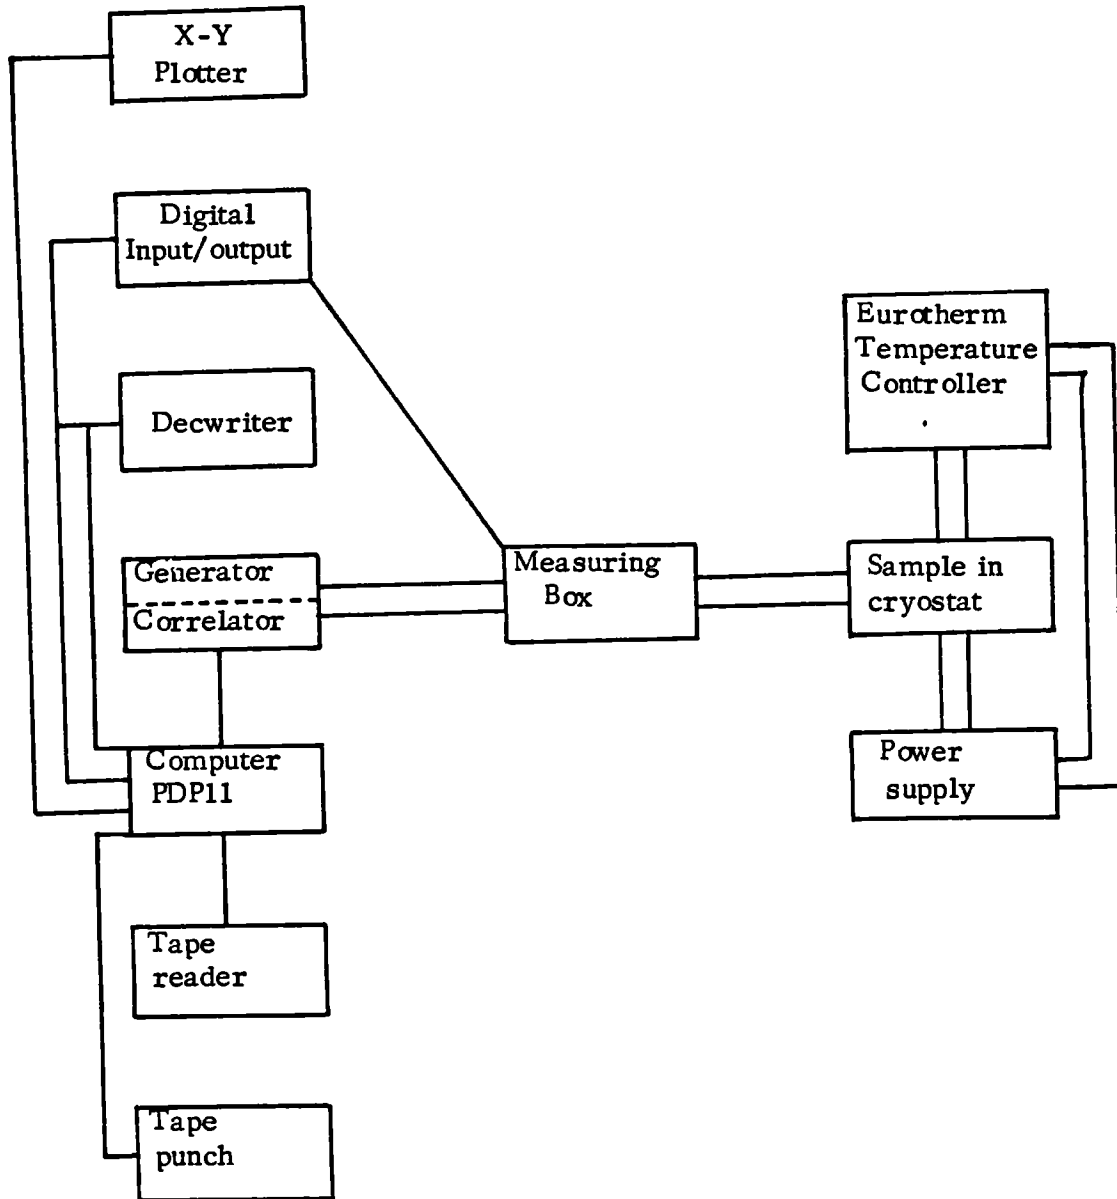 X-Y
Plotter
Digital
Input/output
Decwriter
Generator
Correlator
Computer
PDP11
Tape
reader
Tape
punch
Measuring
Box
Eurotherm
Temperature
Controller
Sample in
cryostat
Power
supply